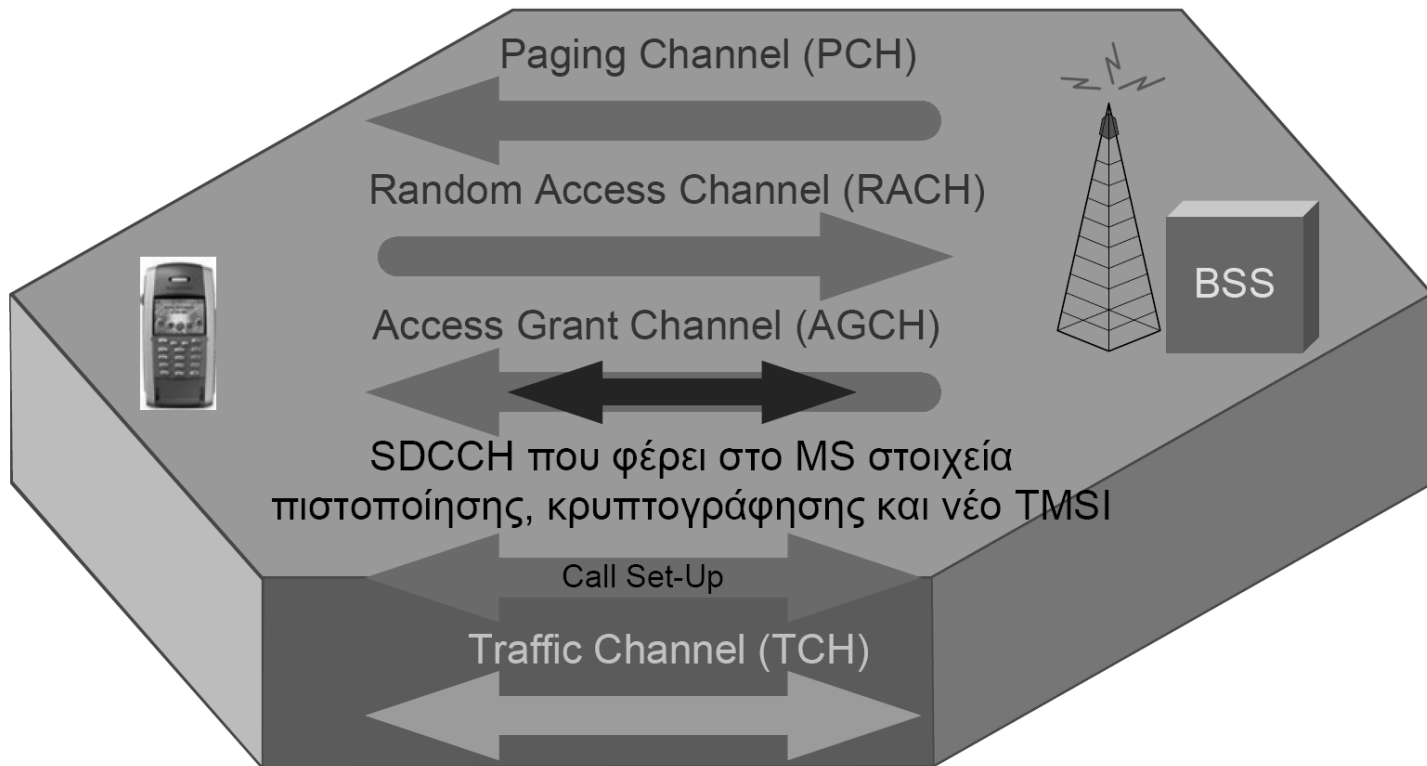 Paging Channel (PCH)
Random Access Channel (RACH)
BSS
Access Grant Channel (AGCH)
SDCCH που φέρει στο MS στοιχεία
πιστοποίησης, κρυπτογράφησης και νέο TMSI
Call Set-Up
Traffic Channel (TCH)